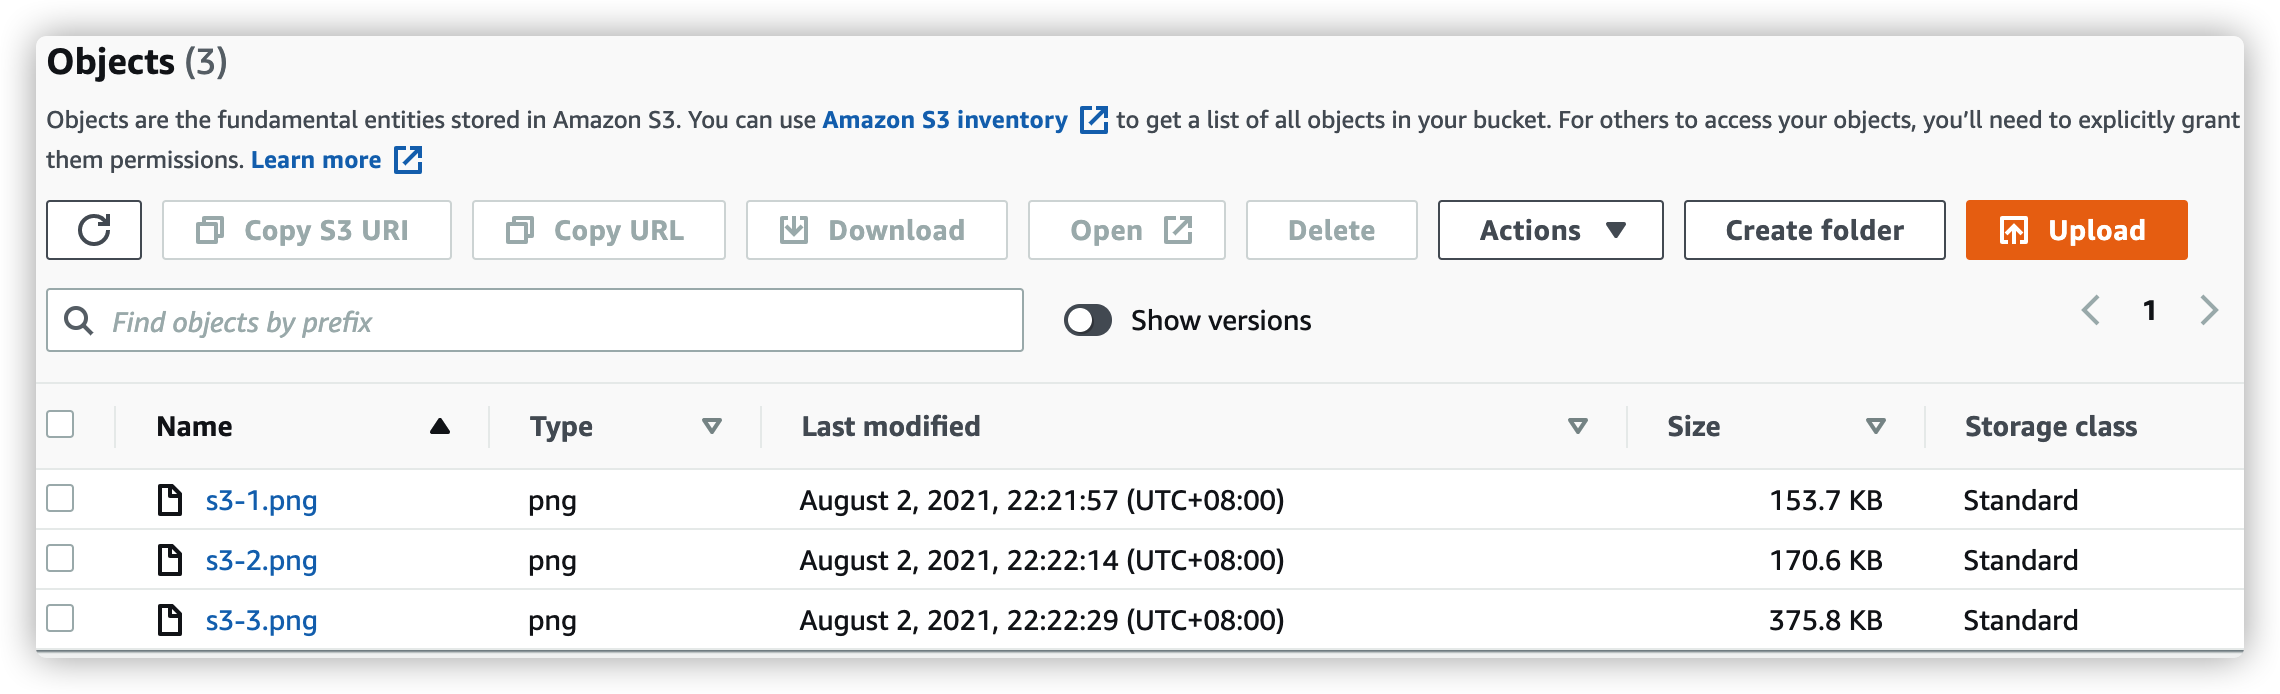 Objects (3)
Objects are the fundamental entities stored in Amazon S3. You can use Amazon S3 inventory to get a list of all objects in your bucket. For others to access your objects, you’ll need to explicitly grant
them permissions. Learn more
Copy S3 URI Copy URL Download Open Delete Actions Create folder Upload
Find objects by prefix Show versions 1
Name Type Last modified Size Storage class
s3-1.png png August 2, 2021, 22:21:57 (UTC+08:00) 153.7 KB Standard
s3-2.png png August 2, 2021, 22:22:14 (UTC+08:00) 170.6 KB Standard
s3-3.png png August 2, 2021, 22:22:29 (UTC+08:00) 375.8 KB Standard